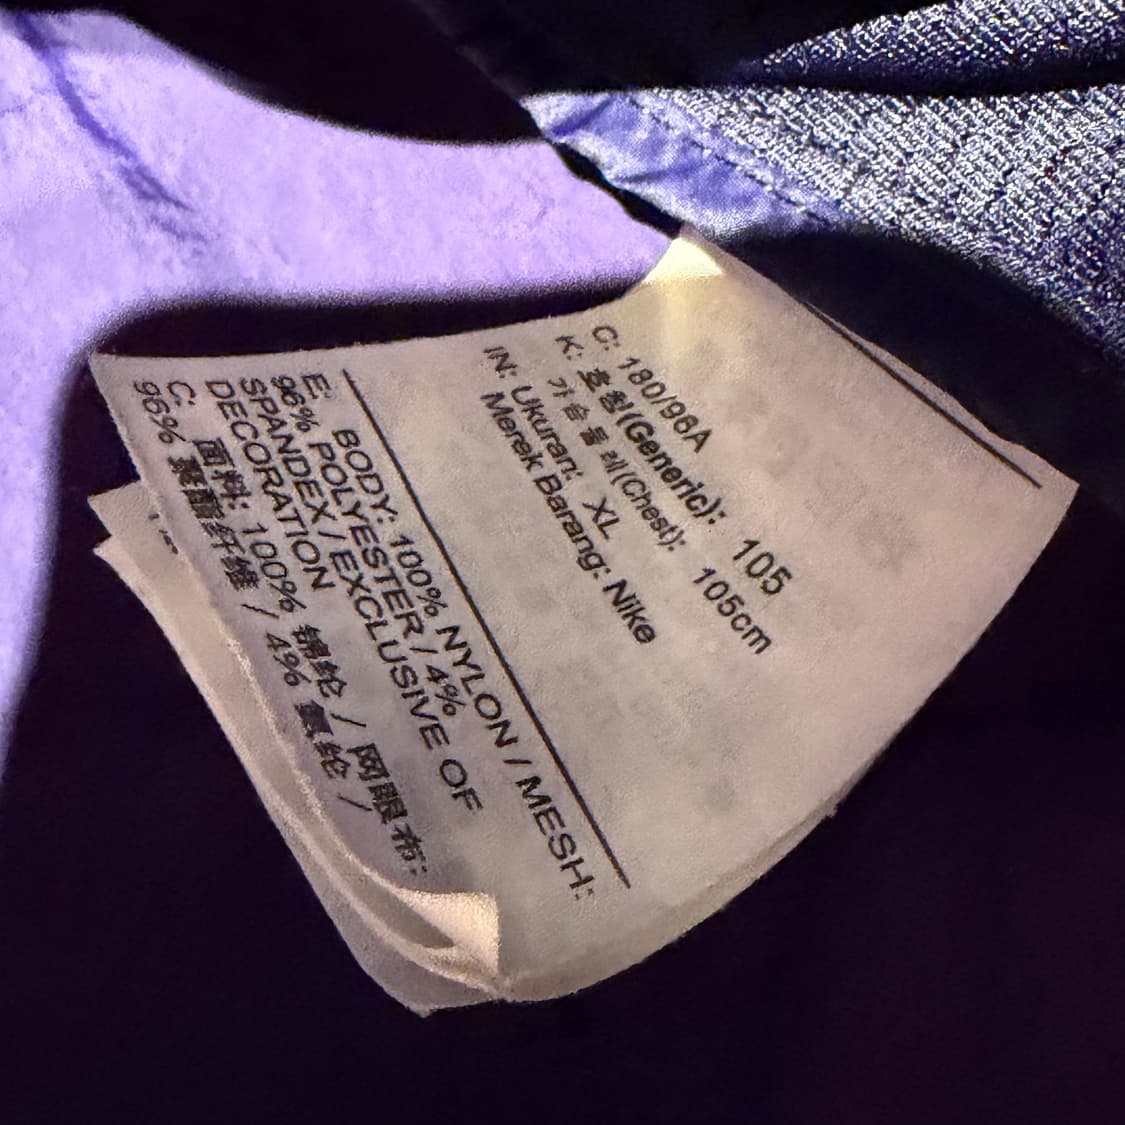 C: 180/98A
K: 호칭(Generic): 105
가슴둘레(Chest): 105cm
IN: Ukuran: XL
Merek Barang: Nike
E: BODY: 100% NYLON / MESH:
96% POLYESTER / 4%
SPANDEX / EXCLUSIVE OF
DECORATION
C: 面料: 100% 锦纶 / 网眼布:
96% 聚酯纤维 / 4% 氨纶 /